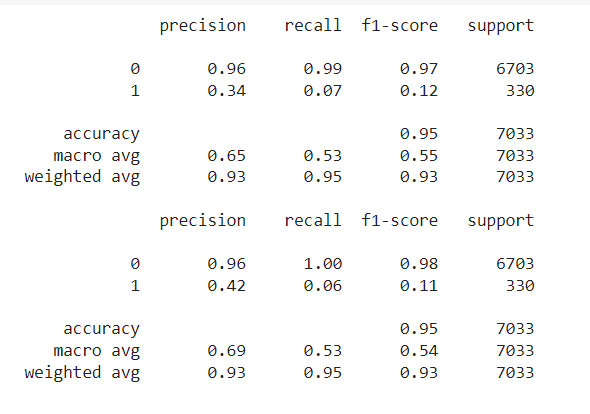 precision recall f1-score support
0 0.96 0.99 0.97 6703
1 0.34 0.07 0.12 330
accuracy 0.95 7033
macro avg 0.65 0.53 0.55 7033
weighted avg 0.93 0.95 0.93 7033
precision recall f1-score support
0 0.96 1.00 0.98 6703
1 0.42 0.06 0.11 330
accuracy 0.95 7033
macro avg 0.69 0.53 0.54 7033
weighted avg 0.93 0.95 0.93 7033